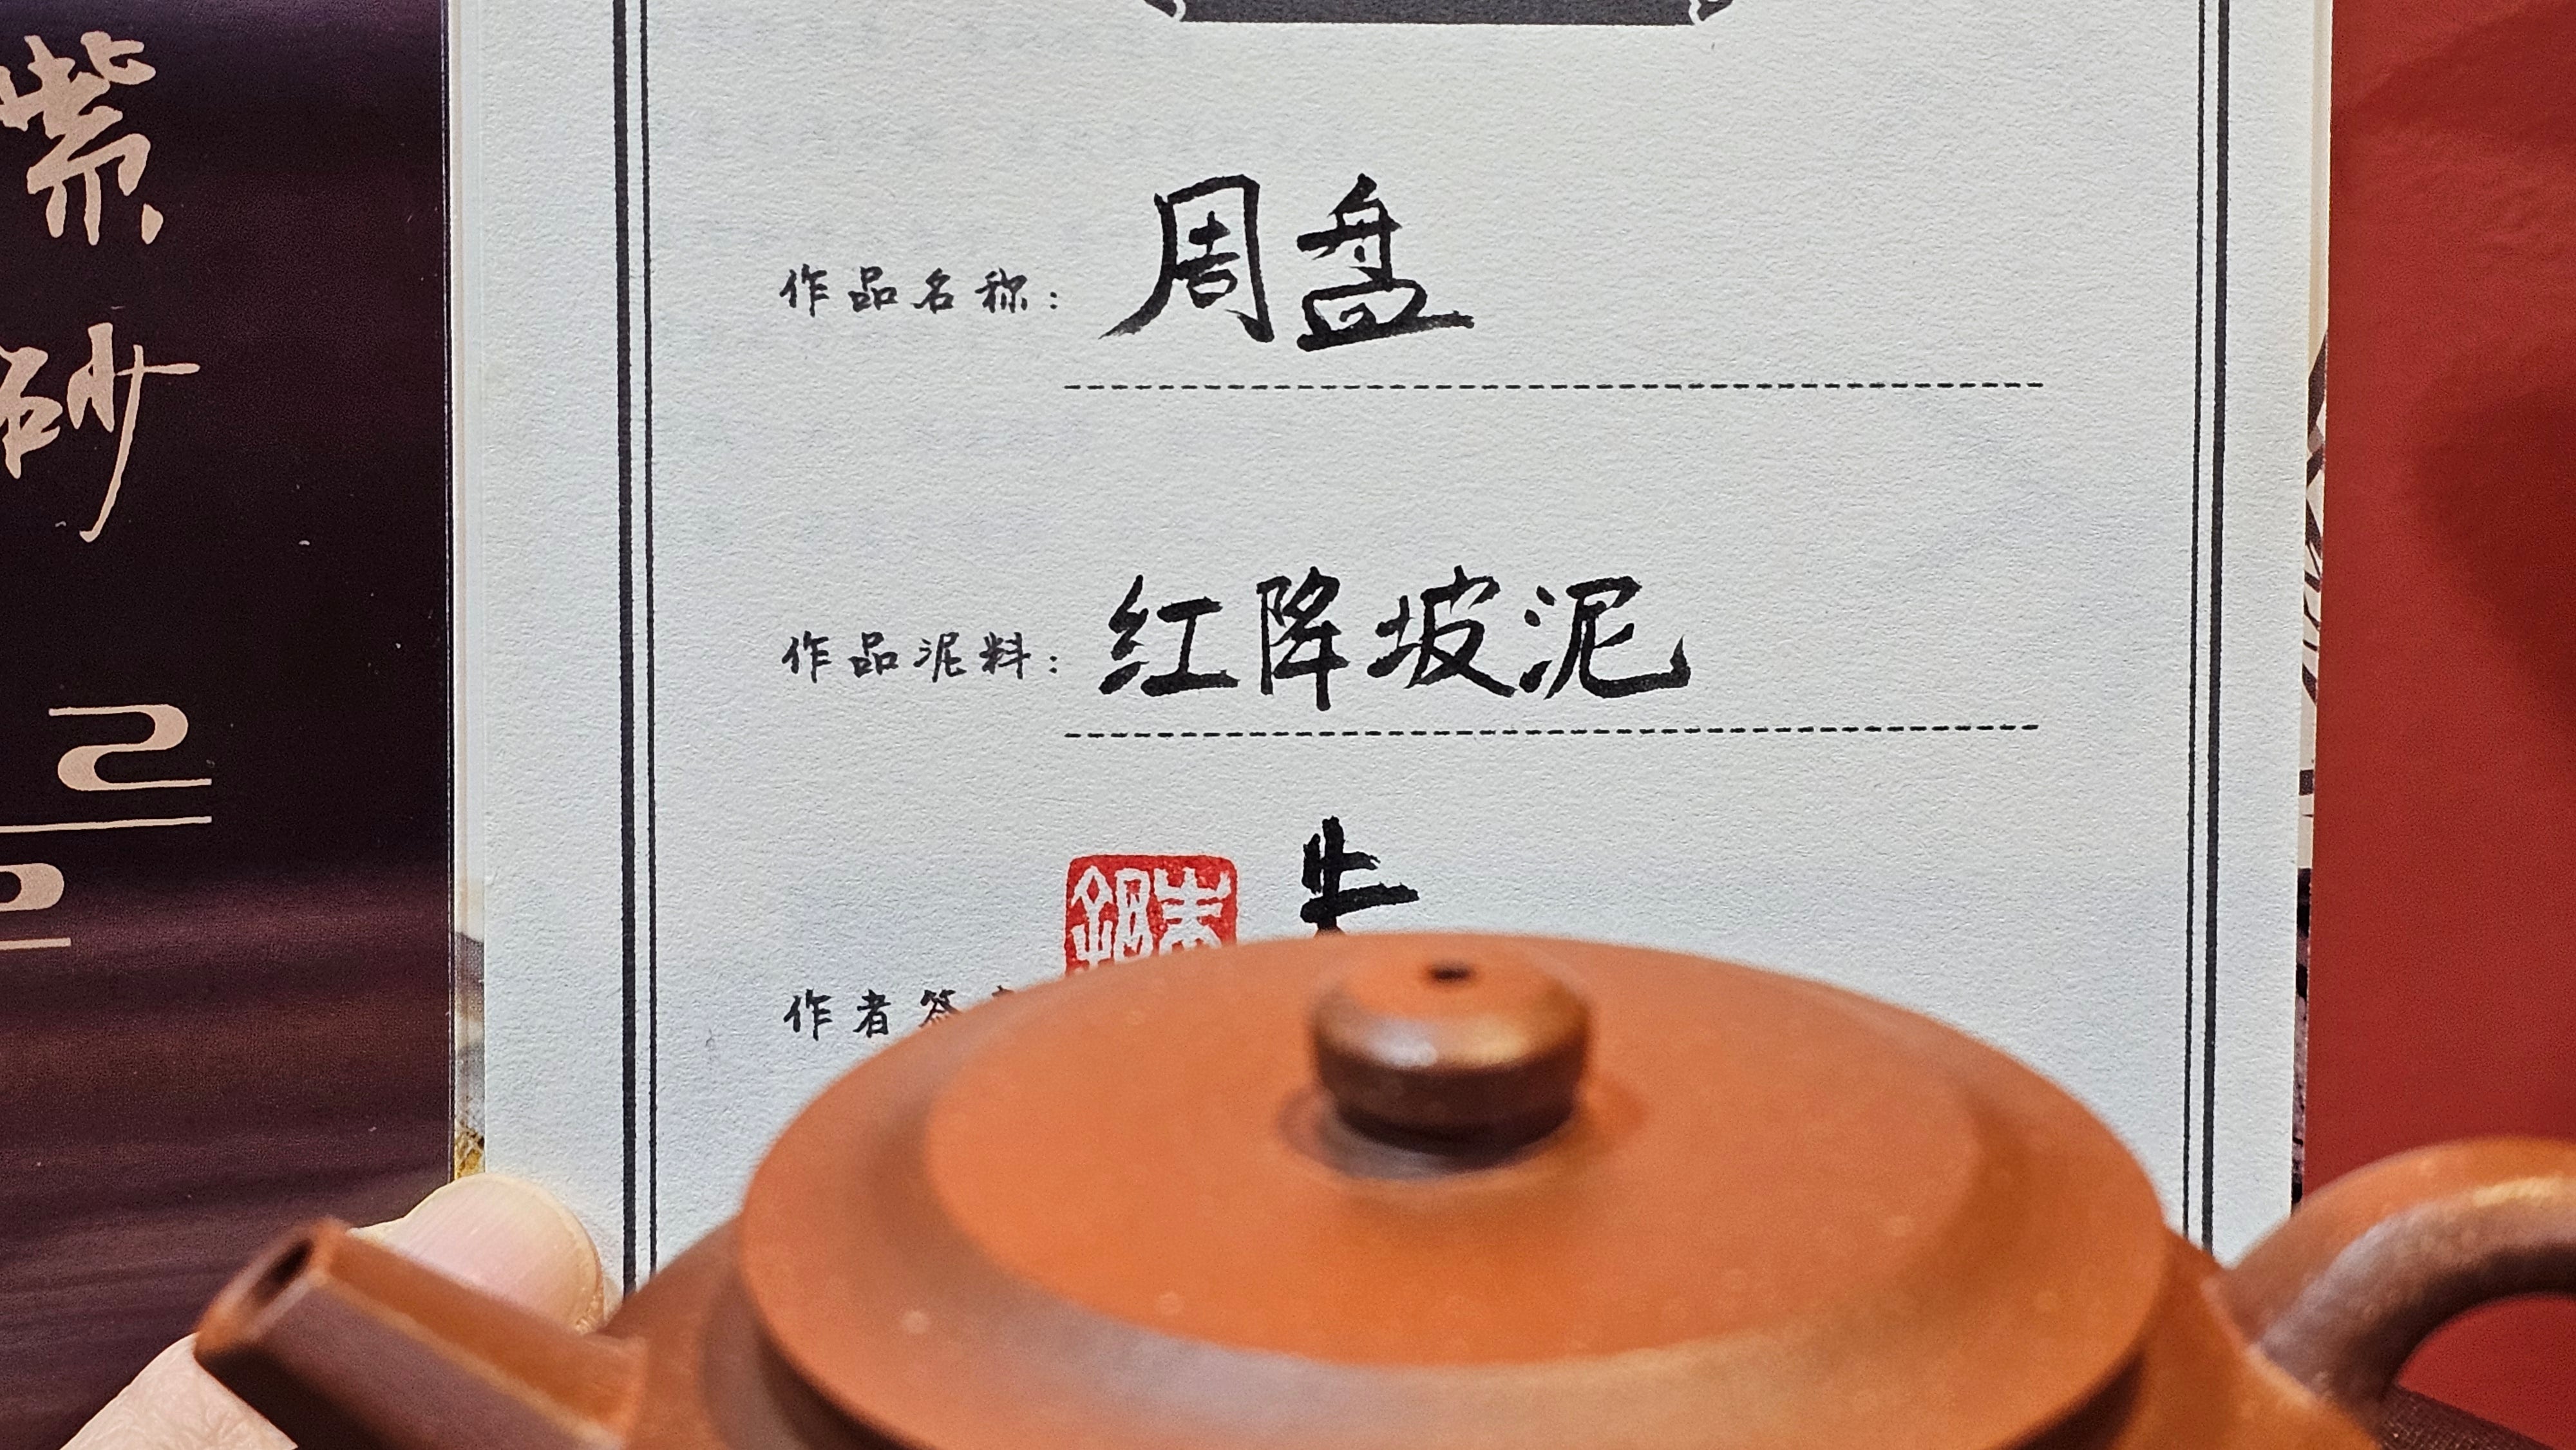 紫砂
作品名称：周盘
作品泥料：红降坡泥
作者签